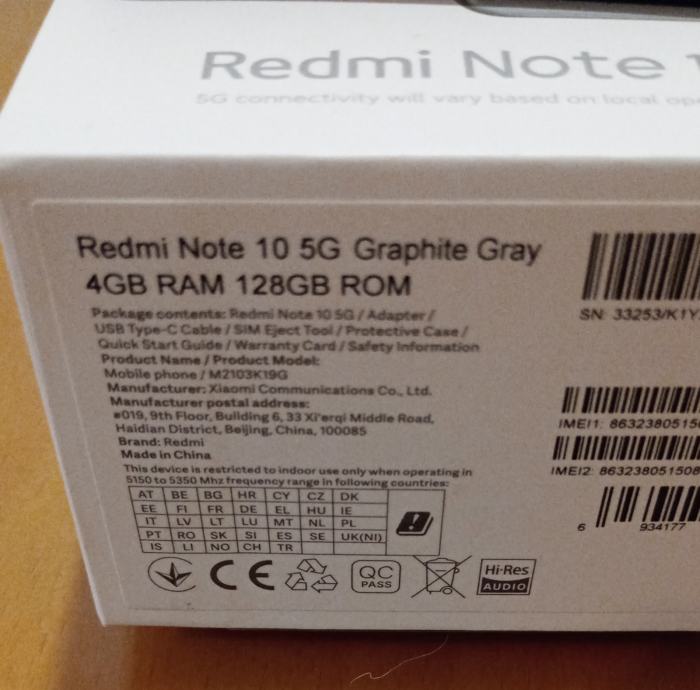 Redmi Note 1
5G connectivity will vary based on local op
Redmi Note 10 5G Graphite Gray
4GB RAM 128GB ROM
Package contents: Redmi Note 10 5G / Adapter /
USB Type-C Cable / SIM Eject Tool / Protective Case /
Quick Start Guide / Warranty Card / Safety Information
Product Name / Product Model:
Mobile phone / M2103K19G
Manufacturer: Xiaomi Communications Co., Ltd.
Manufacturer postal address:
#019, 9th Floor, Building 6, 33 Xi'erqi Middle Road,
Haidian District, Beijing, China, 100085
Brand: Redmi
Made in China
This device is restricted to indoor use only when operating in
5150 to 5350 Mhz frequency range in following countries:
AT BE BG HR CY CZ DK
EE FI FR DE EL HU IE
IT LV LT LU MT NL PL
PT RO SK SI ES SE UK(NI)
IS LI NO CH TR
CE
QC
PASS
Hi-Res
AUDIO
SN: 33253/K1Y
IMEI1: 8632380515
IMEI2: 863238051508
6 934177